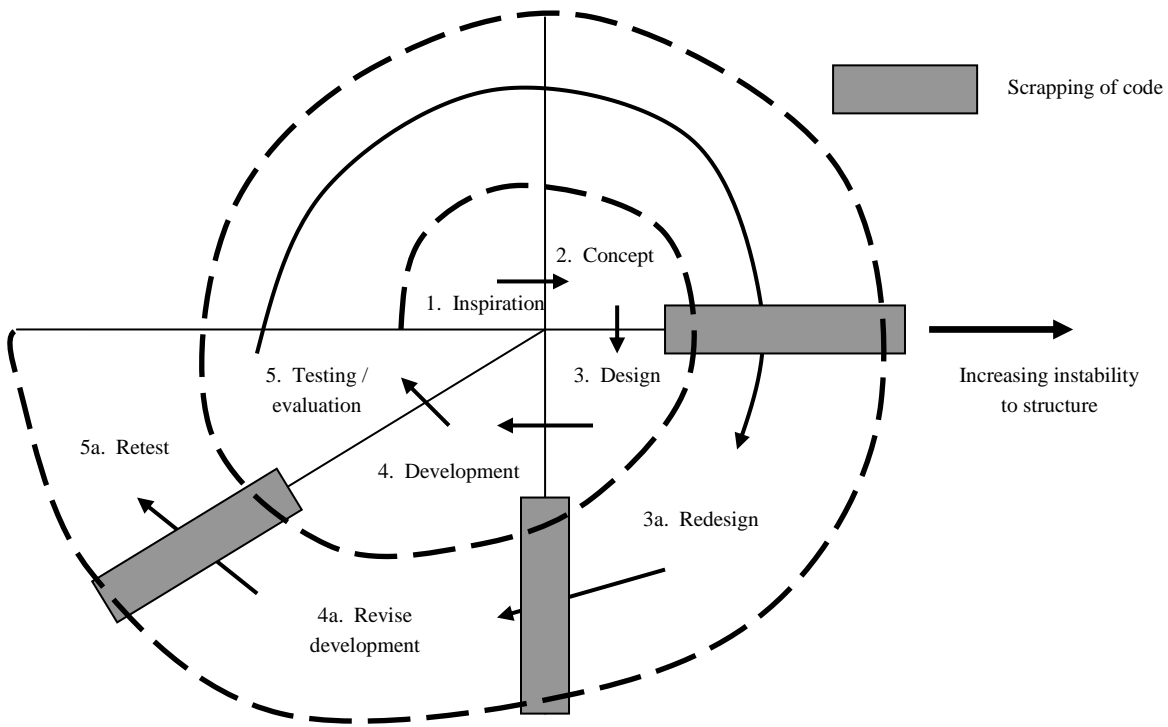 Scrapping of code
2. Concept
1. Inspiration
3. Design
Increasing instability
to structure
5. Testing /
evaluation
5a. Retest
4. Development
3a. Redesign
4a. Revise
development